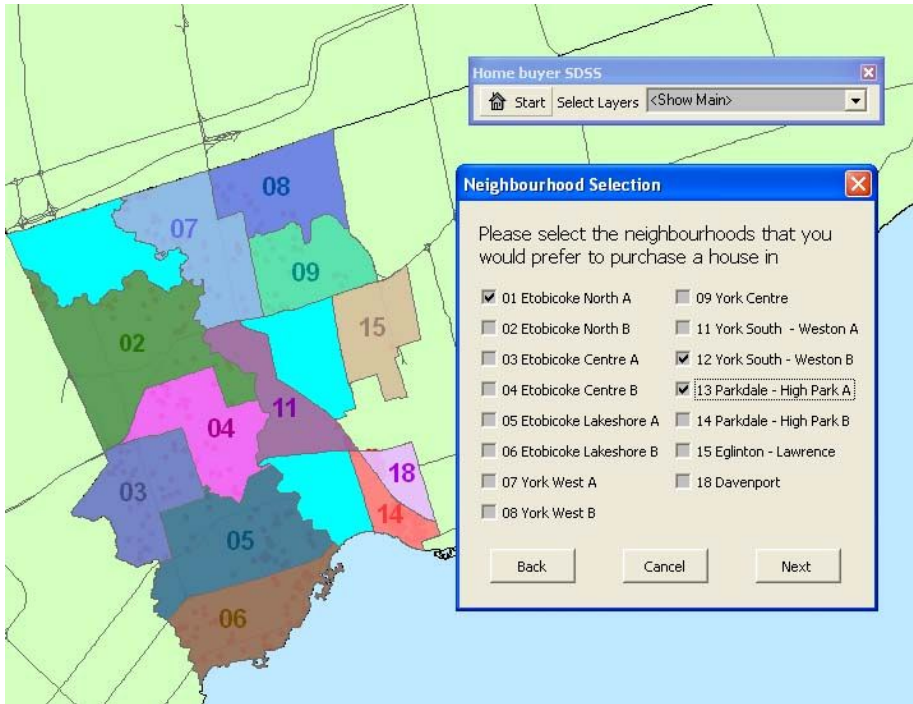 Home buyer SDSS
Start Select Layers <Show Main>
Neighbourhood Selection
Please select the neighbourhoods that you
would prefer to purchase a house in
01 Etobicoke North A
02 Etobicoke North B
03 Etobicoke Centre A
04 Etobicoke Centre B
05 Etobicoke Lakeshore A
06 Etobicoke Lakeshore B
07 York West A
08 York West B
09 York Centre
11 York South - Weston A
12 York South - Weston B
13 Parkdale - High Park A
14 Parkdale - High Park B
15 Eglinton - Lawrence
18 Davenport
Back Cancel Next
08
07
09
02
15
11
04
18
03
14
05
06